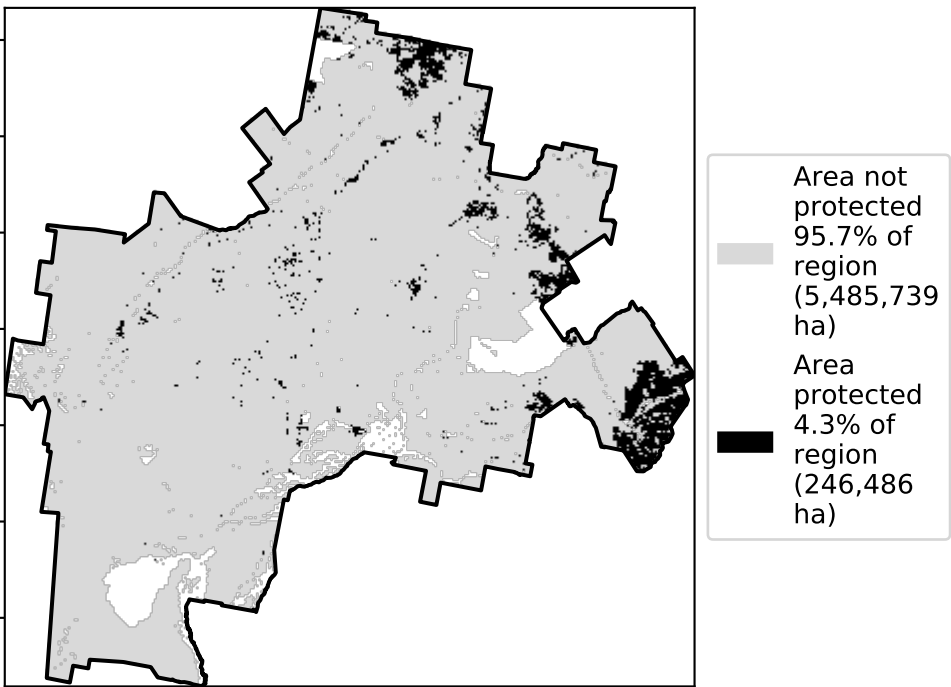 Area not
protected
95.7% of
region
(5,485,739
ha)
Area
protected
4.3% of
region
(246,486
ha)